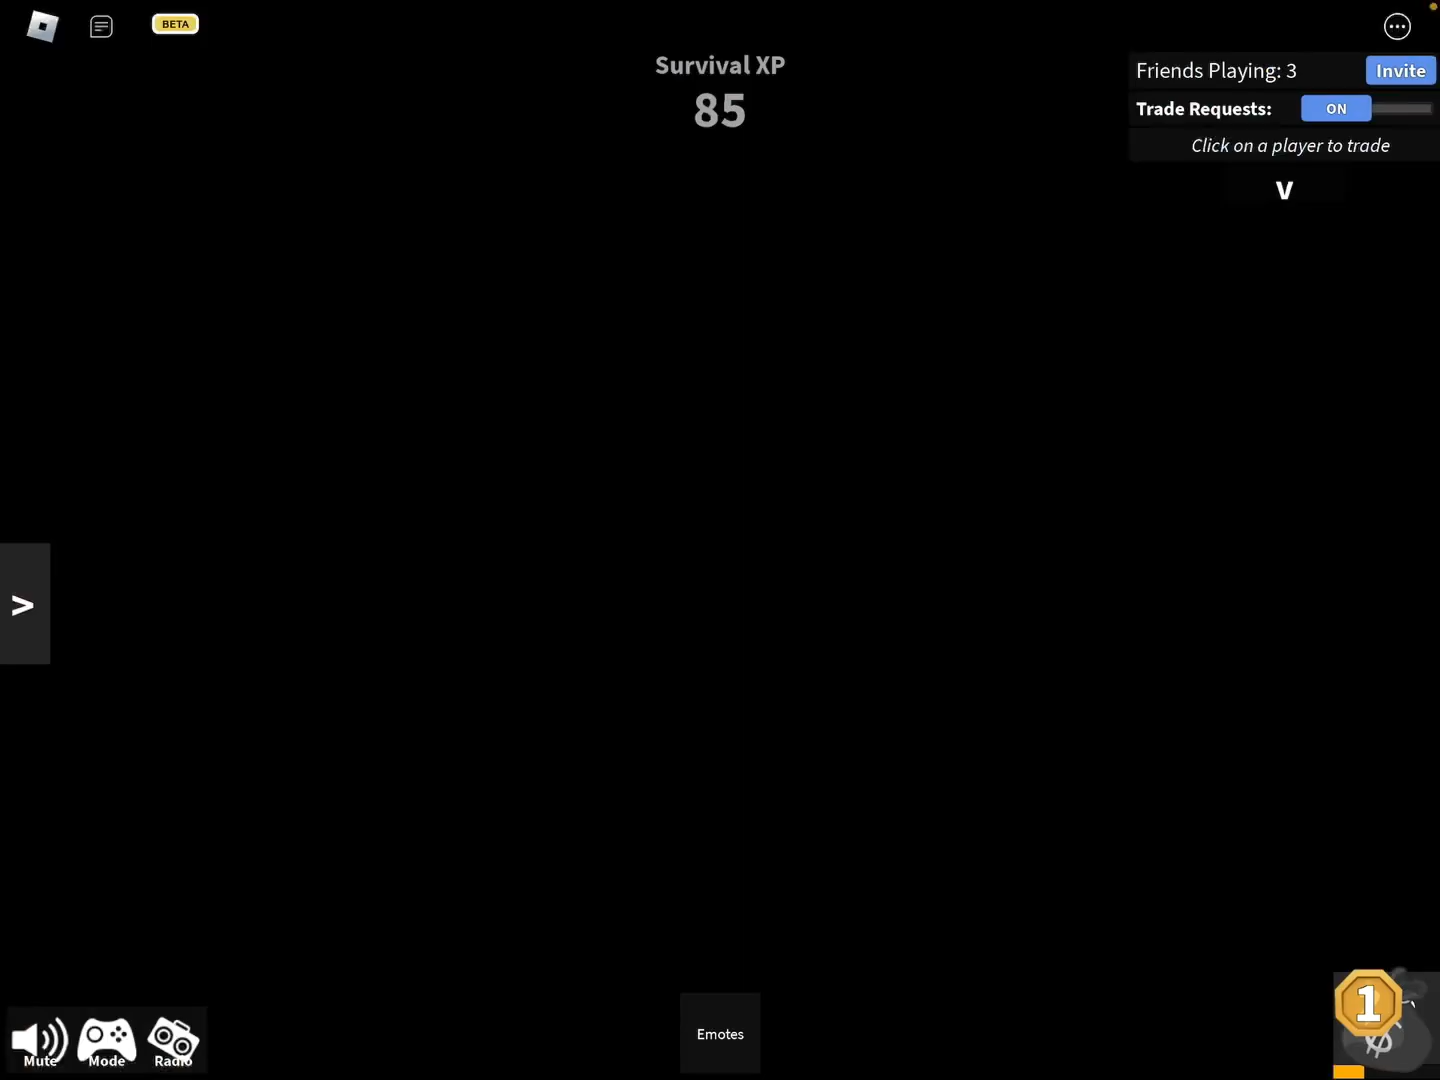 BETA
Survival XP
85
Friends Playing: 3
Invite
Trade Requests:
ON
Click on a player to trade
v
>
Mute
Mode
Radio
Emotes
1
$